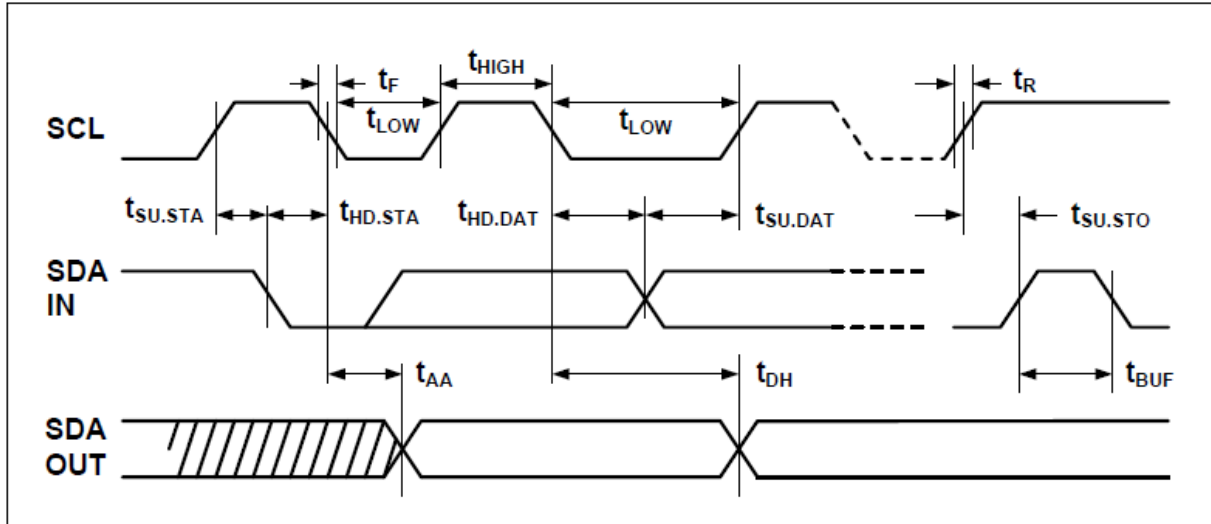 tHIGH
tF
tR
SCL
tLOW
tLOW
tSU.STA
tHD.STA
tHD.DAT
tSU.DAT
tSU.STO
SDA
IN
tAA
tDH
tBUF
SDA
OUT